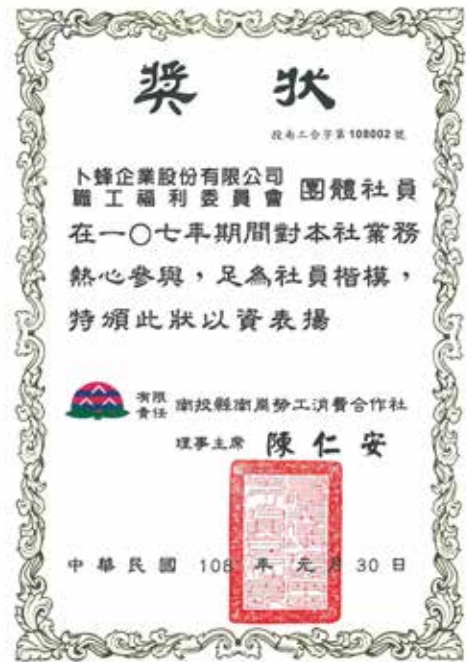 獎狀
投南工合字第108002號
卜蜂企業股份有限公司
職工福利委員會 團體社員
在一〇七年期間對本社業務
熱心參與,足為社員楷模,
特頒此狀以資表揚
有限
責任 南投縣南崗勞工消費合作社
理事主席 陳仁安
中華民國 108 年元月30日